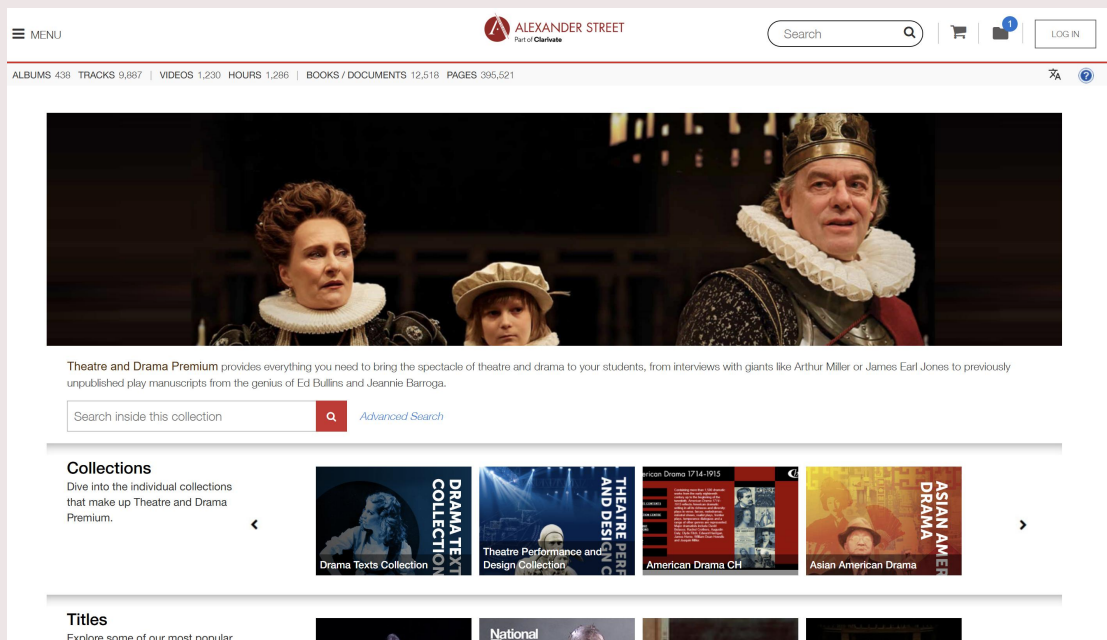 MENU
ALEXANDER STREET
Part of Clarivate
Search
1
LOG IN
ALBUMS 438 TRACKS 9,887 | VIDEOS 1,230 HOURS 1,286 | BOOKS / DOCUMENTS 12,518 PAGES 395,521
?
Theatre and Drama Premium provides everything you need to bring the spectacle of theatre and drama to your students, from interviews with giants like Arthur Miller or James Earl Jones to previously
unpublished play manuscripts from the genius of Ed Bullins and Jeannie Barroga.
Search inside this collection
Advanced Search
Collections
Dive into the individual collections
that make up Theatre and Drama
Premium.
DRAMA TEXT
COLLECTION
Drama Texts Collection
THEATRE PERF
AND DESIGN C
Theatre Performance and
Design Collection
erican Drama 1714-1915
American Drama CH
ASIAN AMER
DRAMA
Asian American Drama
Titles
Explore some of our most popular
National